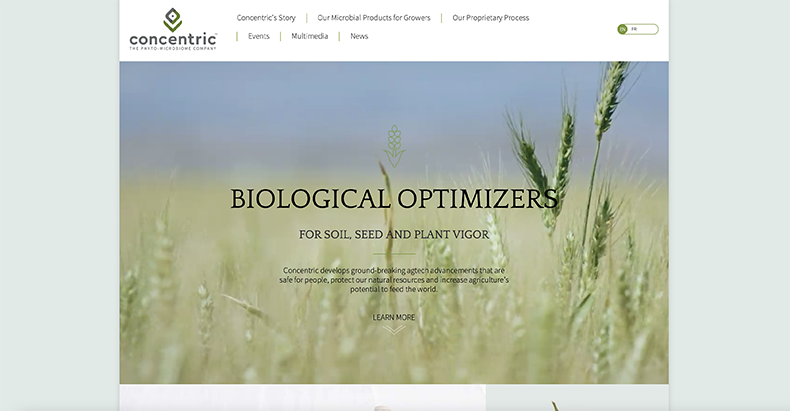 concentric™
THE PHYTO-MICROBIOME COMPANY
Concentric's Story
Our Microbial Products for Growers
Our Proprietary Process
Events
Multimedia
News
EN
FR
BIOLOGICAL OPTIMIZERS
FOR SOIL, SEED AND PLANT VIGOR
Concentric develops ground-breaking agtech advancements that are
safe for people, protect our natural resources and increase agriculture's
potential to feed the world.
LEARN MORE